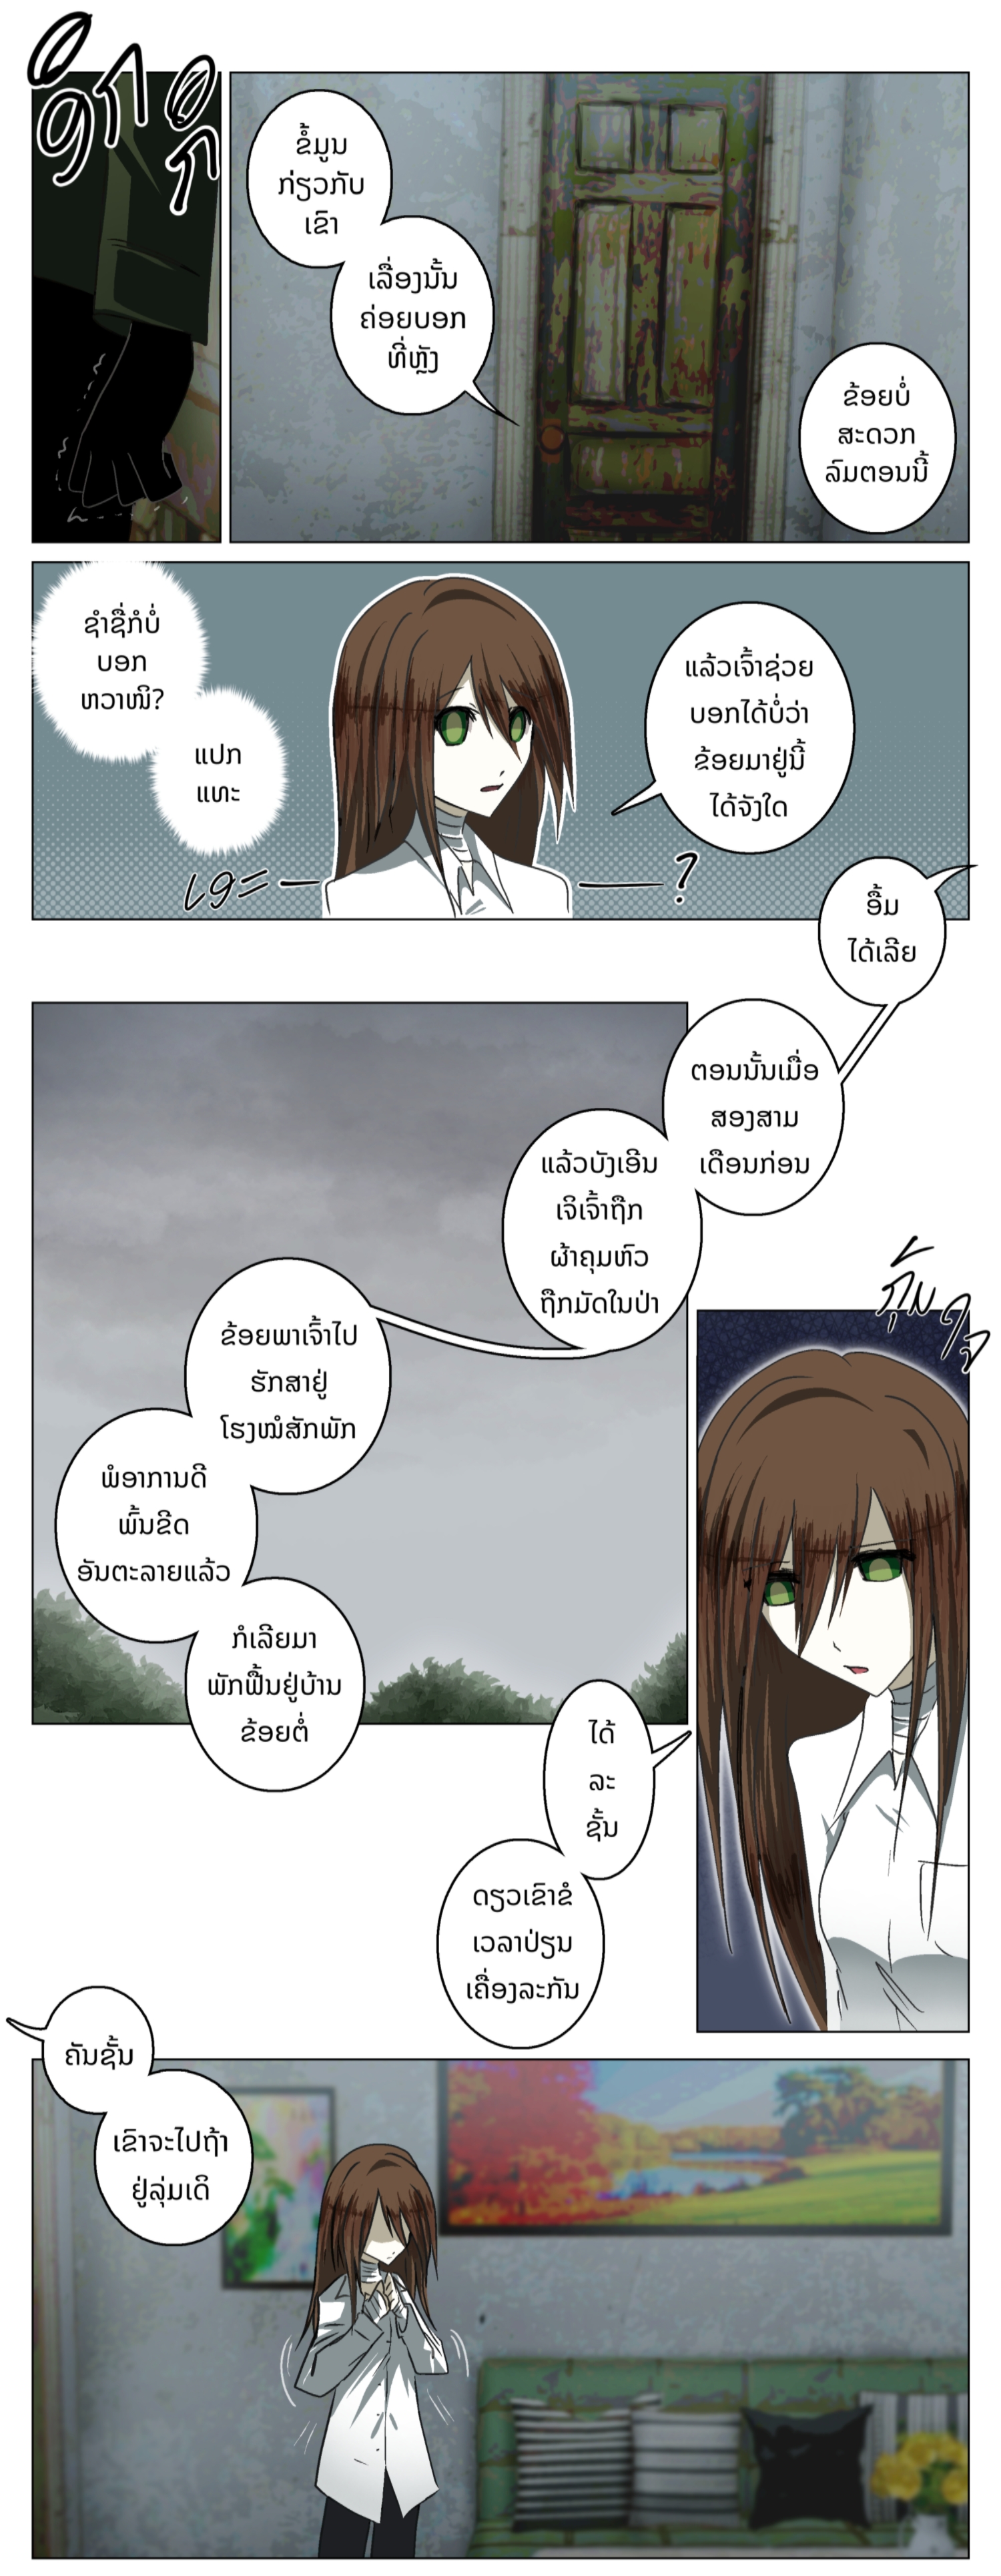 ອຶກ
ອຶກ
ຂໍ້ມູນ
ກ່ຽວກັບ
ເຂົາ
ເລື່ອງນັ້ນ
ຄ່ອຍບອກ
ທີ່ຫຼັງ
ຂ້ອຍບໍ່
ສະດວກ
ລົມຕອນນີ້
ຊຳຊື່ກໍບໍ່
ບອກ
ຫວາໜິ?
ແປກ
ແທະ
ແລ້ວເຈົ້າຊ່ວຍ
ບອກໄດ້ບໍ່ວ່າ
ຂ້ອຍມາຢູ່ນີ້
ໄດ້ຈັງໃດ
?
ອື້ມ
ໄດ້ເລີຍ
ຕອນນັ້ນເມື່ອ
ສອງສາມ
ເດືອນກ່ອນ
ແລ້ວບັງເອີນ
ເຈິເຈົ້າຖືກ
ຜ້າຄຸມຫົວ
ຖືກມັດໃນປ່າ
ຂ້ອຍພາເຈົ້າໄປ
ຮັກສາຢູ່
ໂຮງໝໍສັກພັກ
ພໍອາການດີ
ພົ້ນຂີດ
ອັນຕະລາຍແລ້ວ
ກໍເລີຍມາ
ພັກຟື້ນຢູ່ບ້ານ
ຂ້ອຍຕໍ່
ກຸ້ມໃຈ
ໄດ້
ລະ
ຊັ້ນ
ດຽວເຂົາຂໍ
ເວລາປ່ຽນ
ເຄື່ອງລະກັນ
ຄັນຊັ້ນ
ເຂົາຈະໄປຖ້າ
ຢູ່ລຸ່ມເດິ